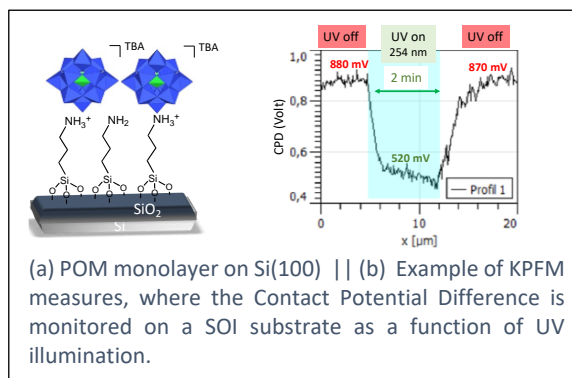 TBA
TBA
NH3+
NH2
NH3+
Si
Si
Si
O
O
O
O
O
O
O
O
O
SiO2
Si
UV off
UV on
254 nm
UV off
1,0
0,8
0,6
0,4
CPD (Volt)
880 mV
2 min
870 mV
520 mV
Profil 1
0
10
20
x [µm]
(a) POM monolayer on Si(100) || (b) Example of KPFM
measures, where the Contact Potential Difference is
monitored on a SOI substrate as a function of UV
illumination.